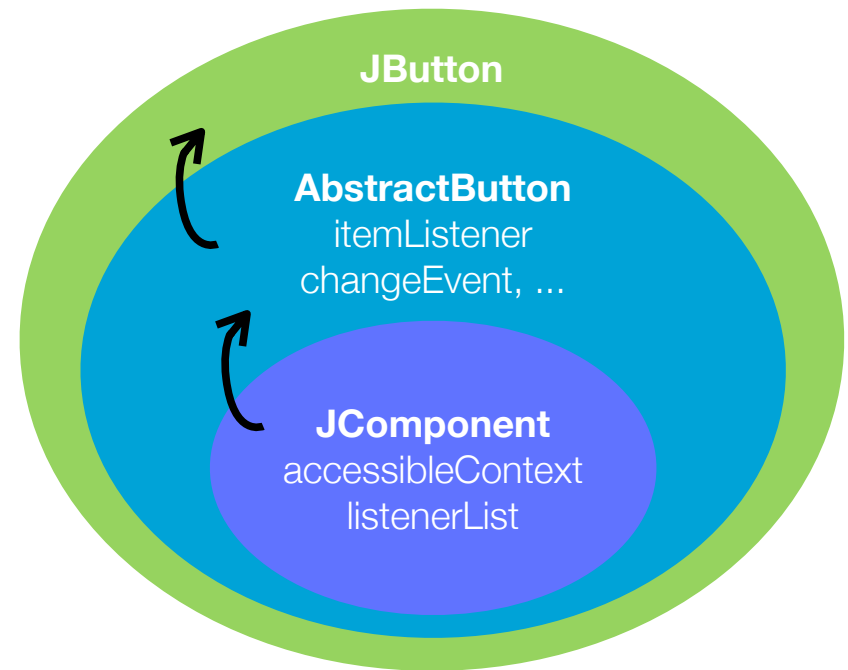 JButton
AbstractButton
itemListener
changeEvent, ...
JComponent
accessibleContext
listenerList